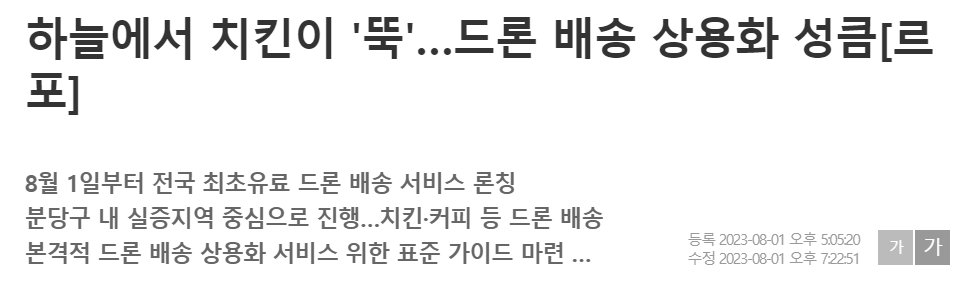 하늘에서 치킨이 '뚝'...드론 배송 상용화 성큼[르
포]
8월 1일부터 전국 최초유료 드론 배송 서비스 론칭
분당구 내 실증지역 중심으로 진행...치킨·커피 등 드론 배송
본격적 드론 배송 상용화 서비스 위한 표준 가이드 마련 ...
등록 2023-08-01 오후 5:05:20
수정 2023-08-01 오후 7:22:51
가 가